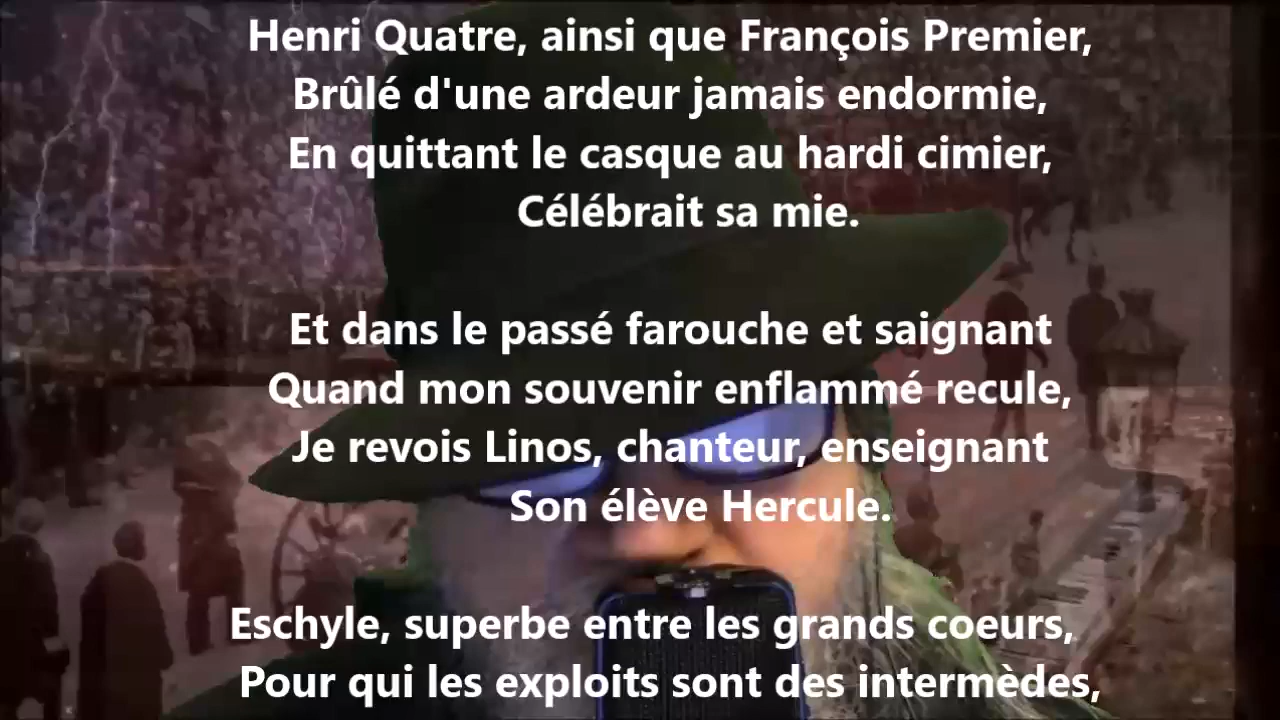 Henri Quatre, ainsi que François Premier,
Brûlé d'une ardeur jamais endormie,
En quittant le casque au hardi cimier,
Célébrait sa mie.
Et dans le passé farouche et saignant
Quand mon souvenir enflammé recule,
Je revois Linos, chanteur, enseignant
Son élève Hercule.
Eschyle, superbe entre les grands coeurs,
Pour qui les exploits sont des intermèdes,